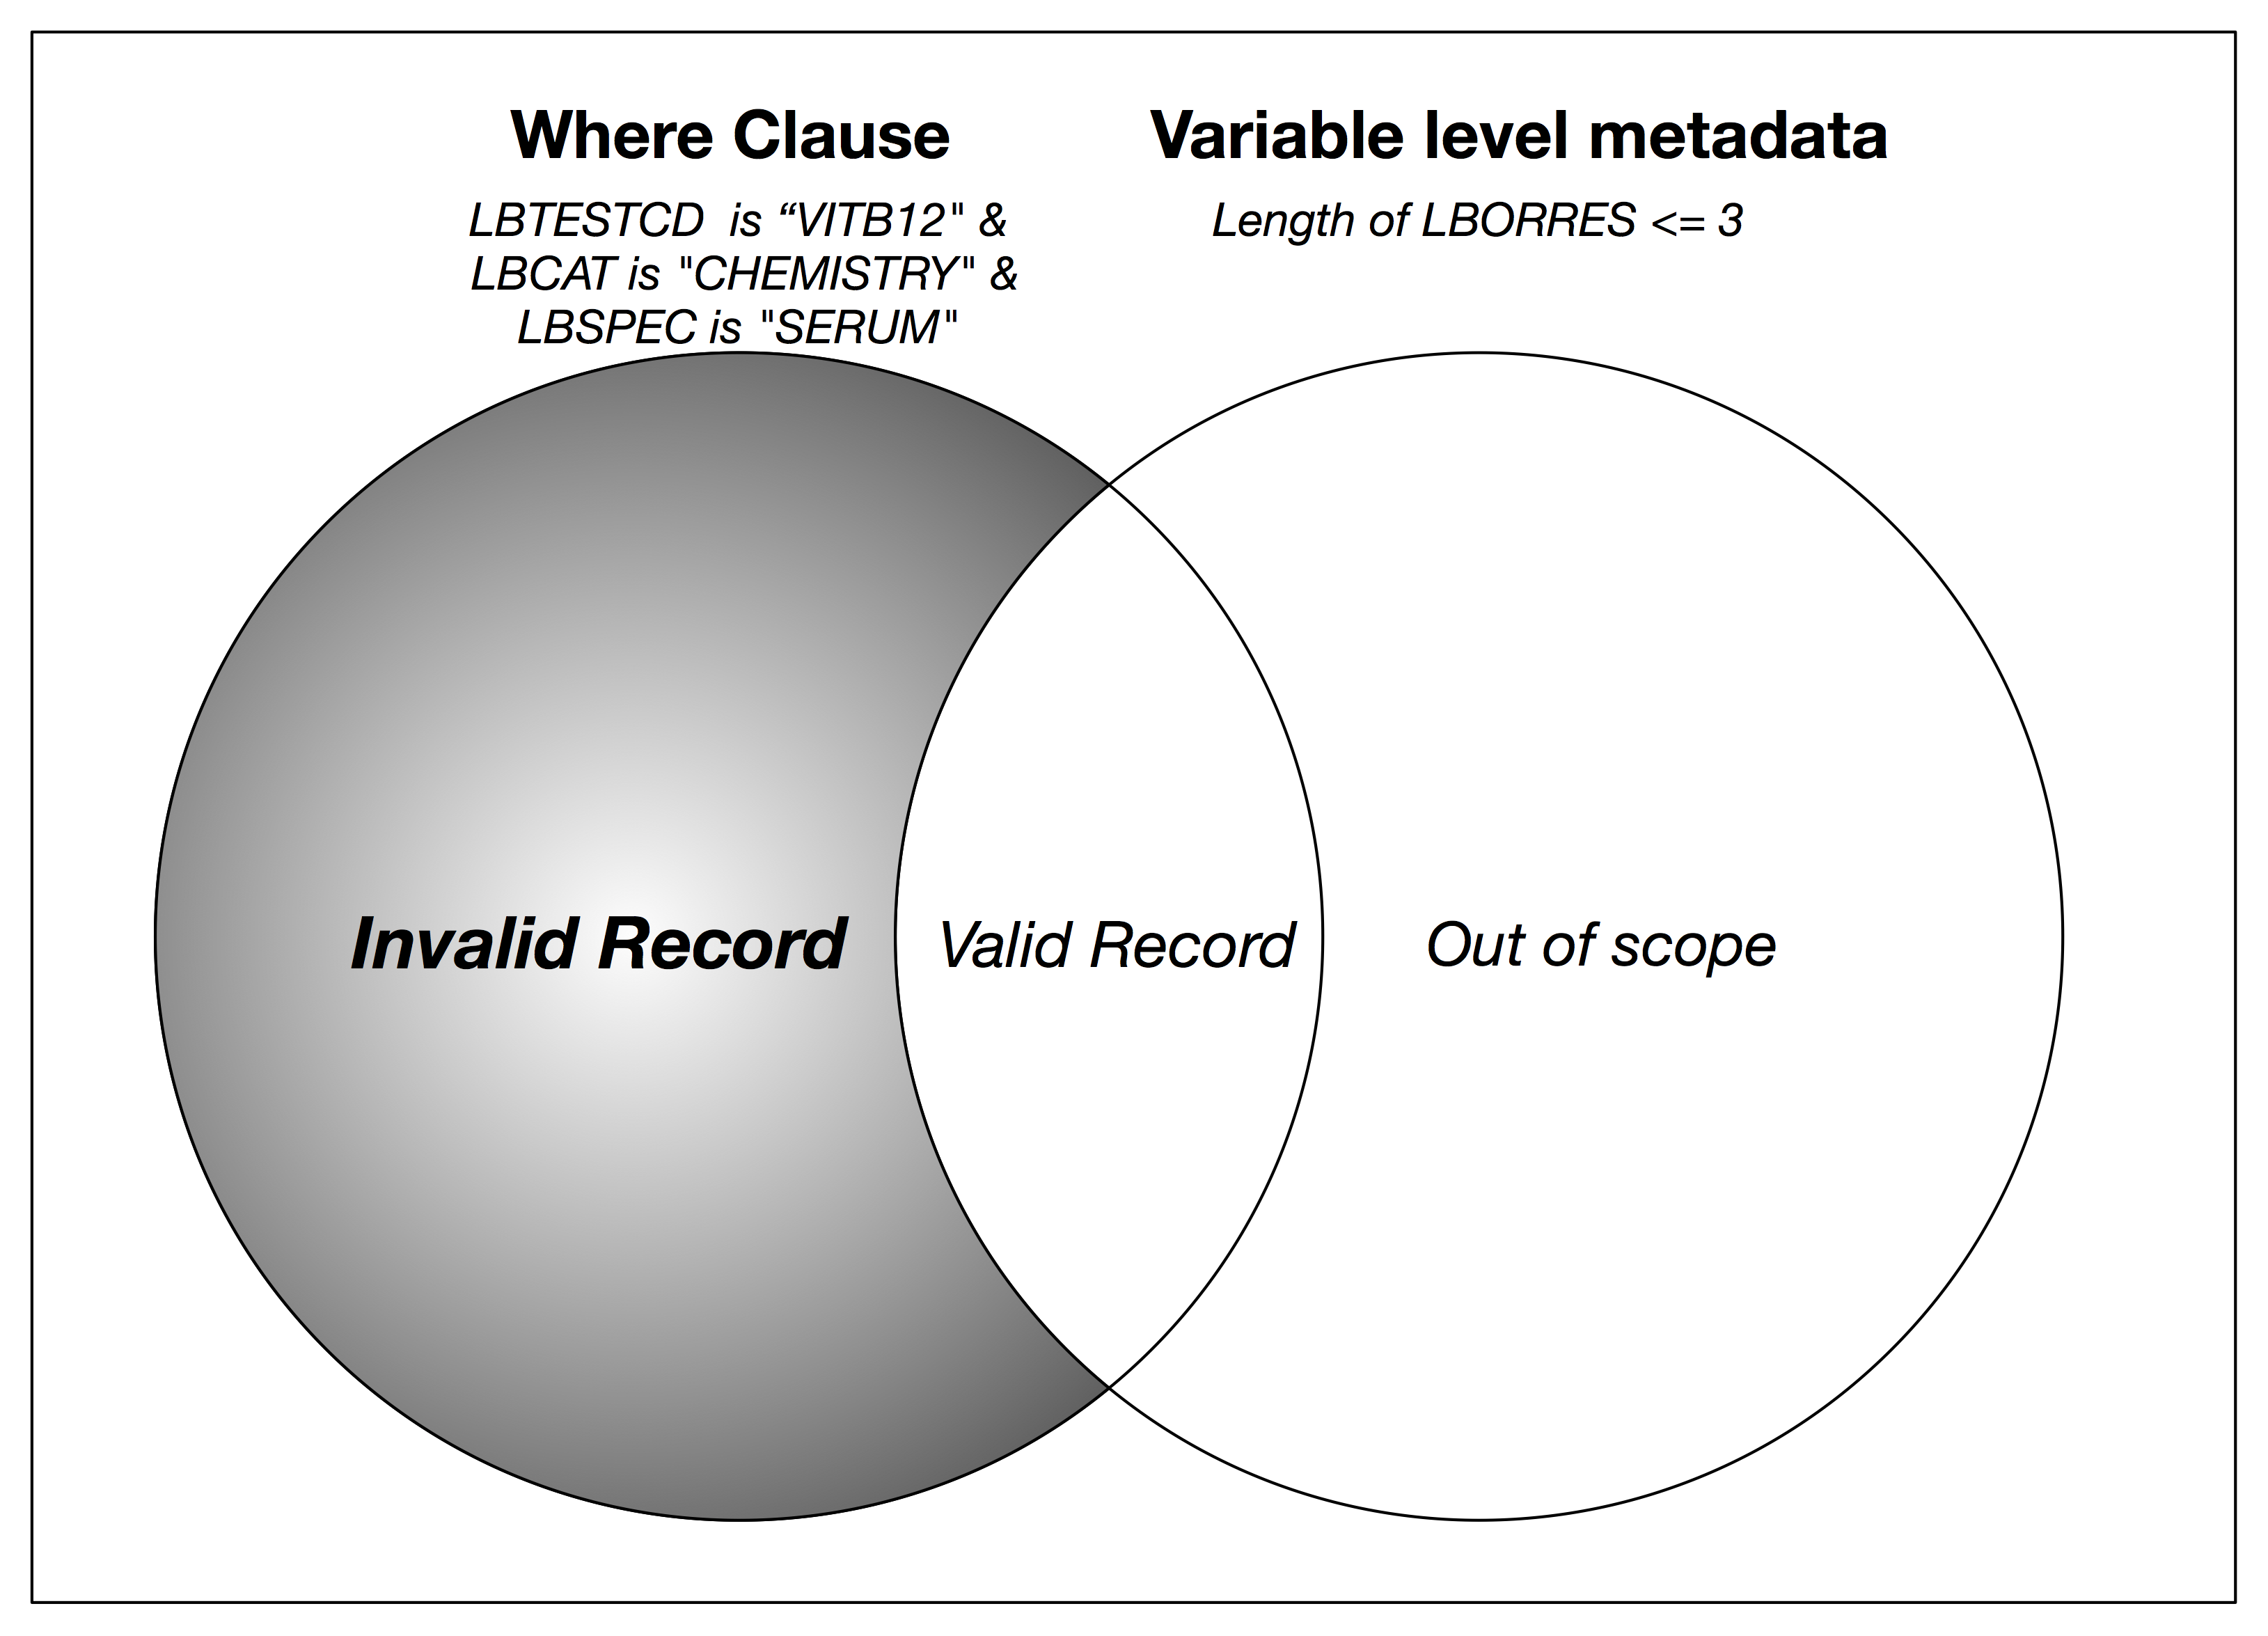 Where Clause
LBTESTCD  is “VITB12" &
LBCAT is "CHEMISTRY" &
LBSPEC is "SERUM"
Variable level metadata
Length of LBORRES <= 3
Invalid Record
Valid Record
Out of scope